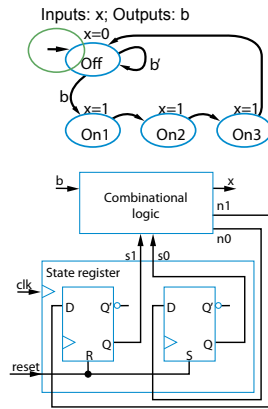 Inputs: x; Outputs: b
x=0
Off
b'
b
x=1 x=1 x=1
On1 On2 On3
b Combinational logic x
n1
n0
s1 s0
State register
clk
D Q' D Q'
Q Q
R S
reset